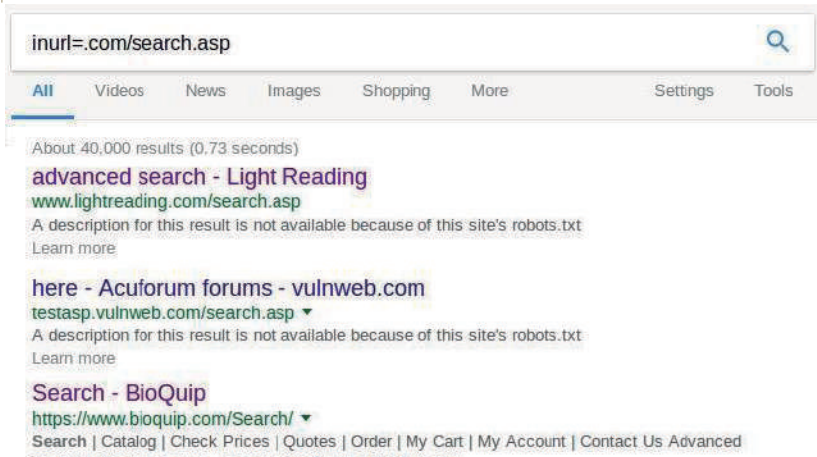 inurl=.com/search.asp
All Videos News Images Shopping More Settings Tools
About 40,000 results (0.73 seconds)
advanced search - Light Reading
www.lightreading.com/search.asp
A description for this result is not available because of this site's robots.txt
Learn more
here - Acuforum forums - vulnweb.com
testasp.vulnweb.com/search.asp
A description for this result is not available because of this site's robots.txt
Learn more
Search - BioQuip
https://www.bioquip.com/Search/
Search | Catalog | Check Prices | Quotes | Order | My Cart | My Account | Contact Us Advanced